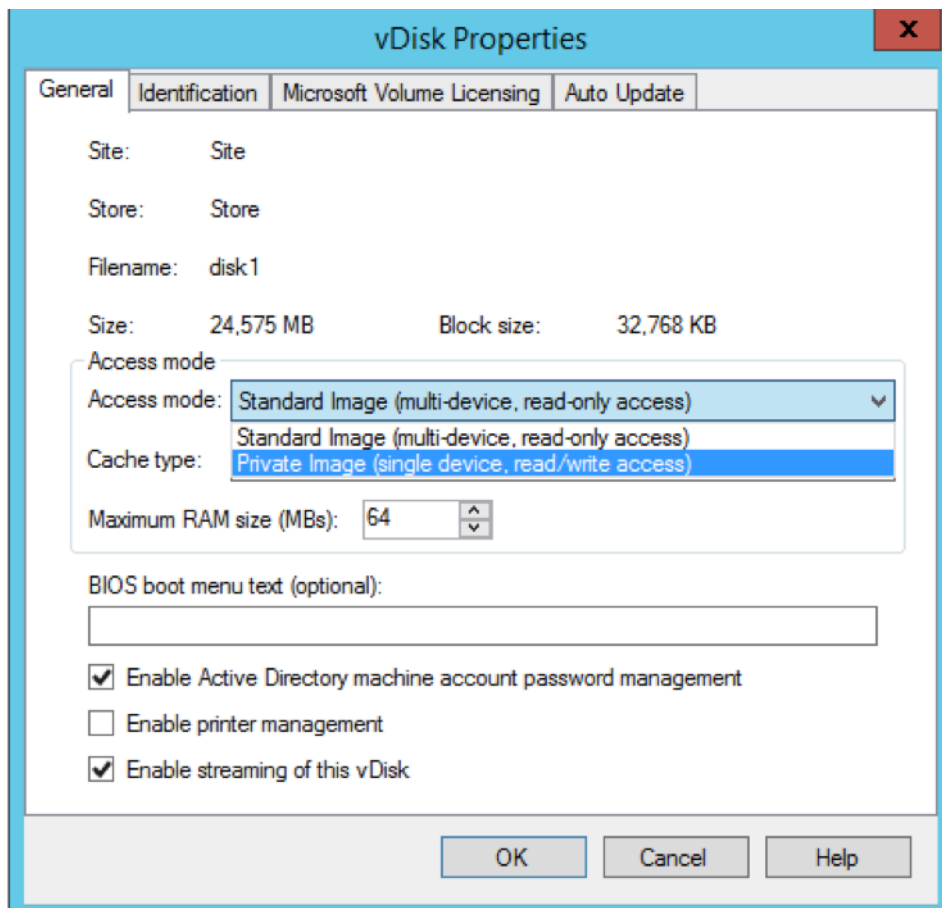 vDisk Properties
x
General Identification Microsoft Volume Licensing Auto Update
Site: Site
Store: Store
Filename: disk1
Size: 24,575 MB Block size: 32,768 KB
Access mode
Access mode: Standard Image (multi-device, read-only access)
Standard Image (multi-device, read-only access)
Cache type: Private Image (single device, read/write access)
Maximum RAM size (MBs): 64
BIOS boot menu text (optional):
Enable Active Directory machine account password management
Enable printer management
Enable streaming of this vDisk
OK Cancel Help